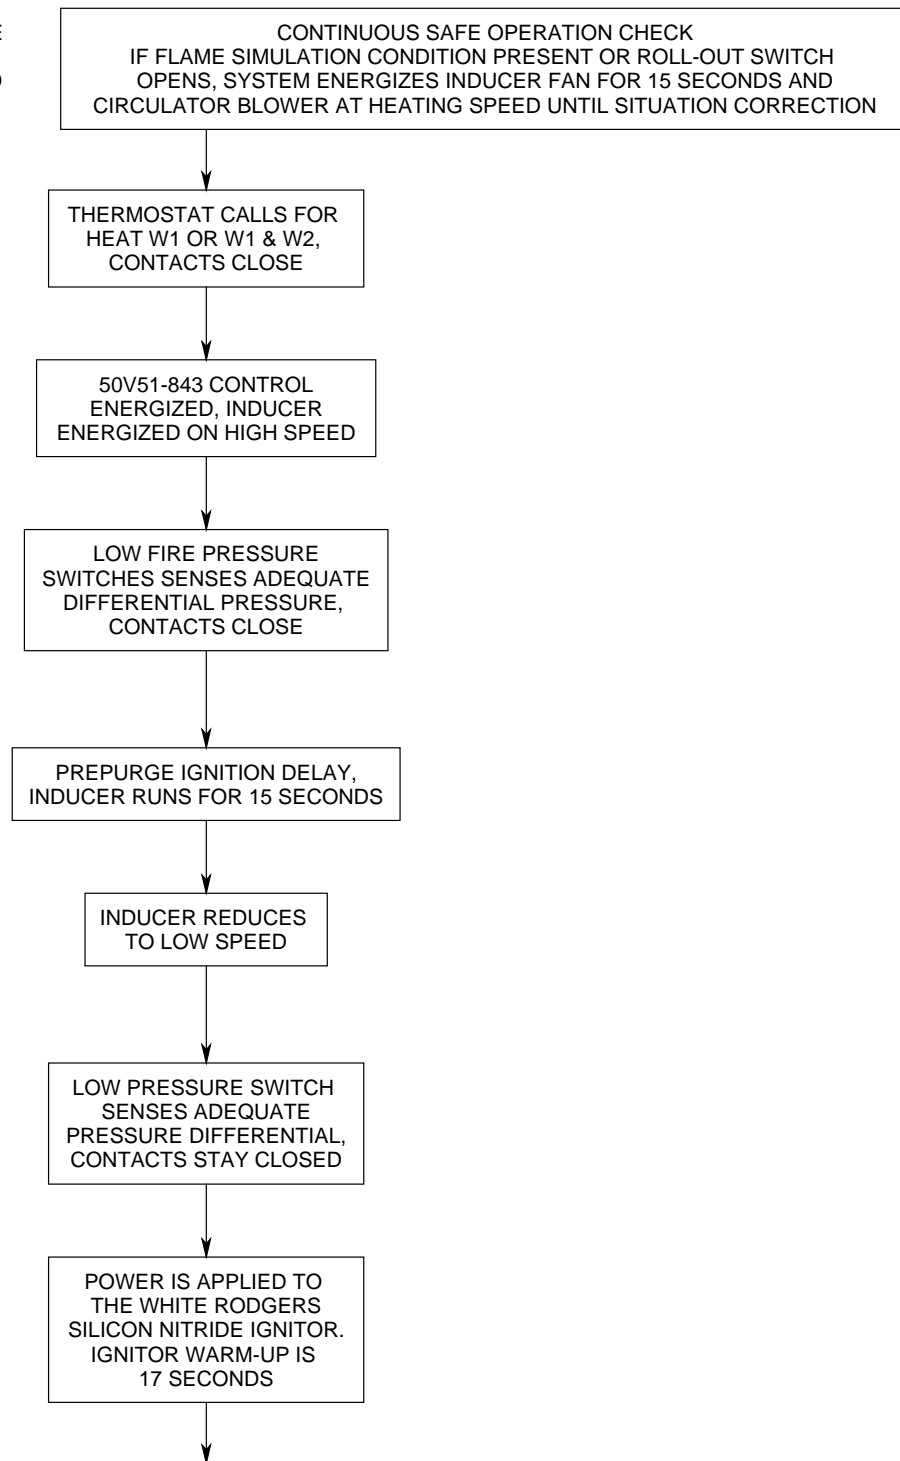 CONTINUOUS SAFE OPERATION CHECK
IF FLAME SIMULATION CONDITION PRESENT OR ROLL-OUT SWITCH
OPENS, SYSTEM ENERGIZES INDUCER FAN FOR 15 SECONDS AND
CIRCULATOR BLOWER AT HEATING SPEED UNTIL SITUATION CORRECTION
THERMOSTAT CALLS FOR
HEAT W1 OR W1 & W2,
CONTACTS CLOSE
50V51-843 CONTROL
ENERGIZED, INDUCER
ENERGIZED ON HIGH SPEED
LOW FIRE PRESSURE
SWITCHES SENSES ADEQUATE
DIFFERENTIAL PRESSURE,
CONTACTS CLOSE
PREPURGE IGNITION DELAY,
INDUCER RUNS FOR 15 SECONDS
INDUCER REDUCES
TO LOW SPEED
LOW PRESSURE SWITCH
SENSES ADEQUATE
PRESSURE DIFFERENTIAL,
CONTACTS STAY CLOSED
POWER IS APPLIED TO
THE WHITE RODGERS
SILICON NITRIDE IGNITOR.
IGNITOR WARM-UP IS
17 SECONDS